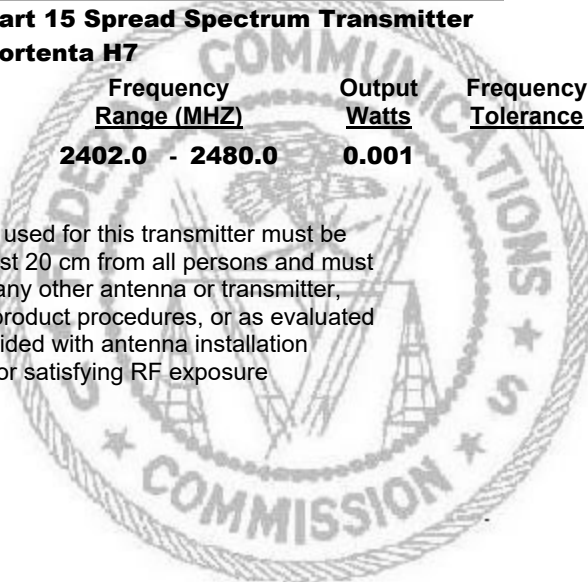 art 15 Spread Spectrum Transmitter
ortenta H7
Frequency Output Frequency
Range (MHZ) Watts Tolerance
2402.0 - 2480.0 0.001
used for this transmitter must be
st 20 cm from all persons and must
any other antenna or transmitter,
product procedures, or as evaluated
ided with antenna installation
or satisfying RF exposure
COMMUNICATIONS
COMMISSION